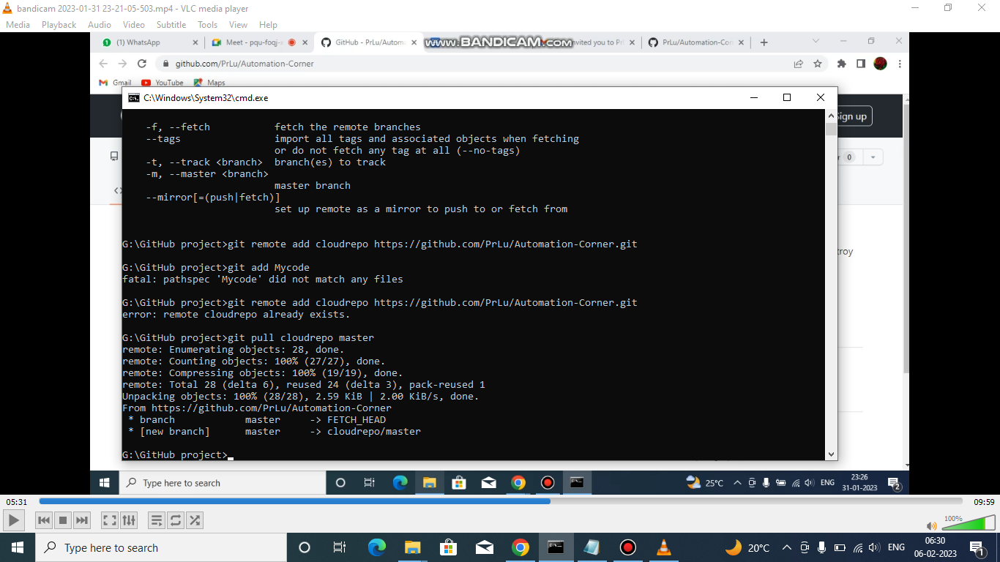 bandicam 2023-01-31 23-21-05-503.mp4 - VLC media player
Media Playback Audio Video Subtitle Tools View Help
(1) WhatsApp
Meet - pqu-foqj-
GitHub - PrLu/Autom
www.BANDICAM.COM
nvited you to Pr
PrLu/Automation-Cor
github.com/PrLu/Automation-Corner
Gmail YouTube Maps
C:\Windows\System32\cmd.exe
Sign up
0
-f, --fetch fetch the remote branches
--tags import all tags and associated objects when fetching
or do not fetch any tag at all (--no-tags)
-t, --track <branch> branch(es) to track
-m, --master <branch>
master branch
--mirror[=(push|fetch)]
set up remote as a mirror to push to or fetch from
G:\GitHub project>git remote add cloudrepo https://github.com/PrLu/Automation-Corner.git
troy
G:\GitHub project>git add Mycode
fatal: pathspec 'Mycode' did not match any files
G:\GitHub project>git remote add cloudrepo https://github.com/PrLu/Automation-Corner.git
error: remote cloudrepo already exists.
G:\GitHub project>git pull cloudrepo master
remote: Enumerating objects: 28, done.
remote: Counting objects: 100% (27/27), done.
remote: Compressing objects: 100% (19/19), done.
remote: Total 28 (delta 6), reused 24 (delta 3), pack-reused 1
Unpacking objects: 100% (28/28), 2.59 KiB | 2.00 KiB/s, done.
From https://github.com/PrLu/Automation-Corner
* branch master -> FETCH_HEAD
* [new branch] master -> cloudrepo/master
G:\GitHub project>
Type here to search
25°C
ENG
23:26
31-01-2023
2
05:31
09:59
100%
Type here to search
20°C
ENG
06:30
06-02-2023
1